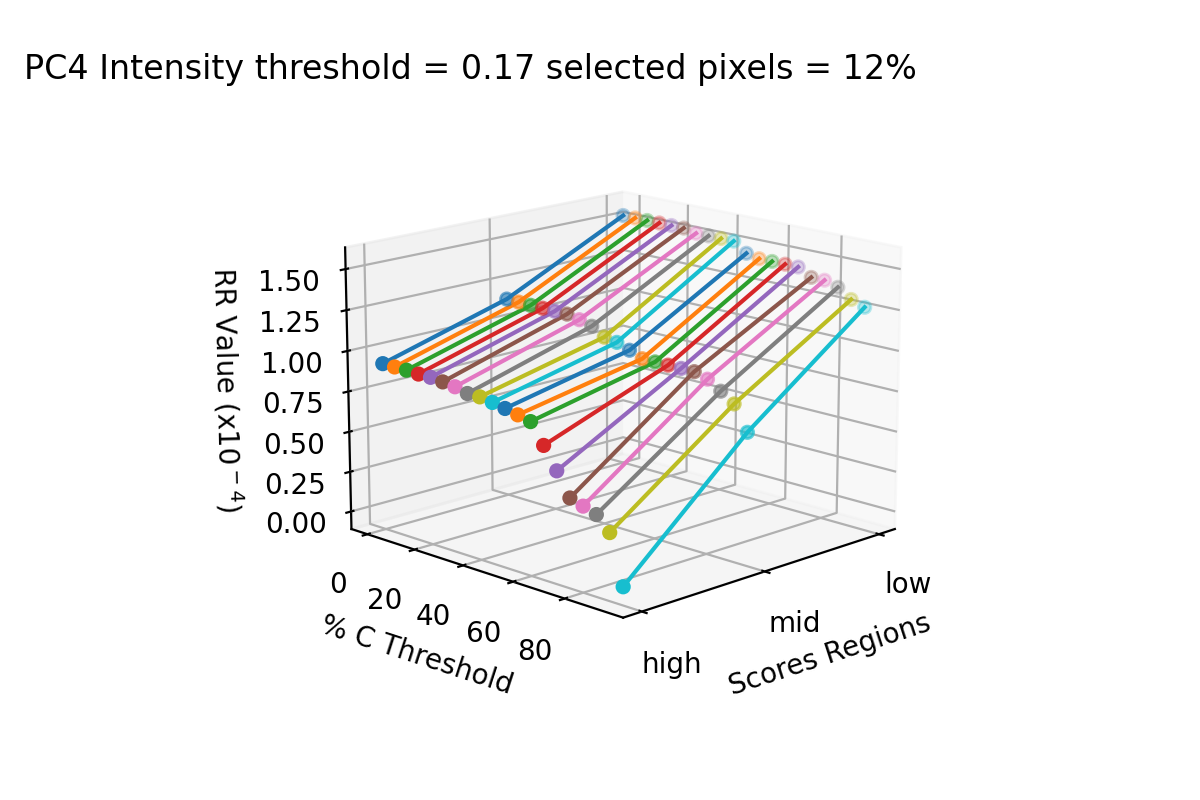 PC4 Intensity threshold = 0.17 selected pixels = 12%
RR Value (x10⁻⁴)
1.50
1.25
1.00
0.75
0.50
0.25
0.00
0
20
40
60
80
% C Threshold
high
mid
low
Scores Regions